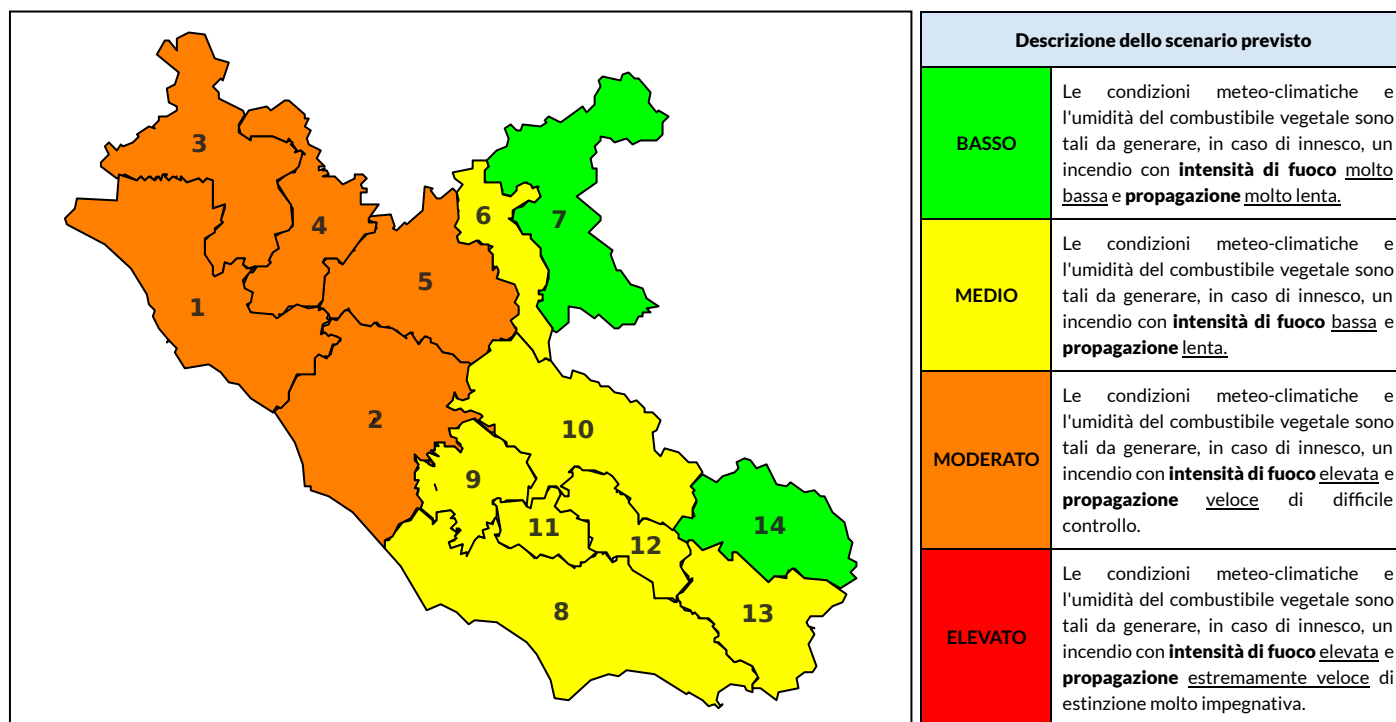 3
4
6
7
5
1
2
10
9
11
12
14
8
13
Descrizione dello scenario previsto
BASSO
Le condizioni meteo-climatiche e
l'umidità del combustibile vegetale sono
tali da generare, in caso di innesco, un
incendio con intensità di fuoco molto
bassa e propagazione molto lenta.
MEDIO
Le condizioni meteo-climatiche e
l'umidità del combustibile vegetale sono
tali da generare, in caso di innesco, un
incendio con intensità di fuoco bassa e
propagazione lenta.
MODERATO
Le condizioni meteo-climatiche e
l'umidità del combustibile vegetale sono
tali da generare, in caso di innesco, un
incendio con intensità di fuoco elevata e
propagazione veloce di difficile
controllo.
ELEVATO
Le condizioni meteo-climatiche e
l'umidità del combustibile vegetale sono
tali da generare, in caso di innesco, un
incendio con intensità di fuoco elevata e
propagazione estremamente veloce di
estinzione molto impegnativa.